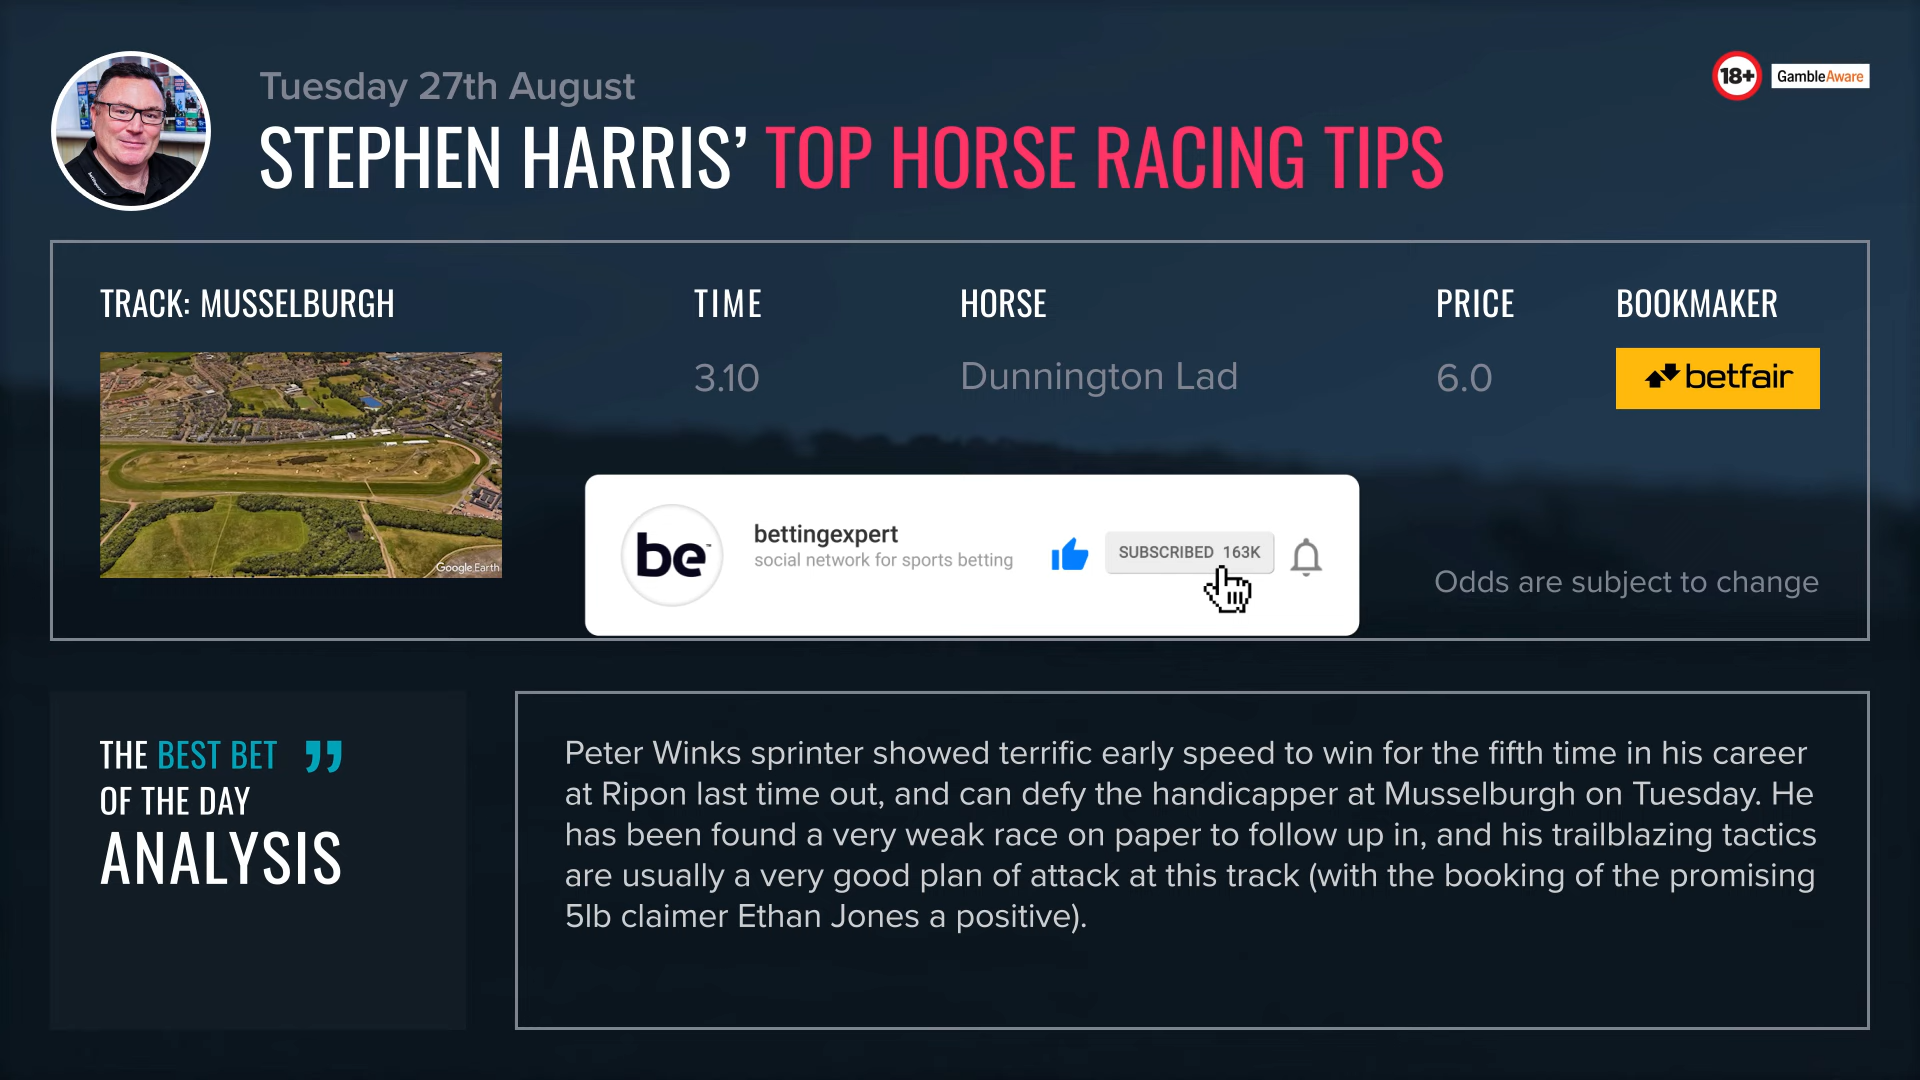 Tuesday 27th August
STEPHEN HARRIS’ TOP HORSE RACING TIPS
18+
GambleAware
TRACK: MUSSELBURGH
TIME
HORSE
PRICE
BOOKMAKER
3.10
Dunnington Lad
6.0
betfair
Google Earth
be™
bettingexpert
social network for sports betting
SUBSCRIBED 163K
Odds are subject to change
THE BEST BET ”
OF THE DAY
ANALYSIS
Peter Winks sprinter showed terrific early speed to win for the fifth time in his career
at Ripon last time out, and can defy the handicapper at Musselburgh on Tuesday. He
has been found a very weak race on paper to follow up in, and his trailblazing tactics
are usually a very good plan of attack at this track (with the booking of the promising
5lb claimer Ethan Jones a positive).